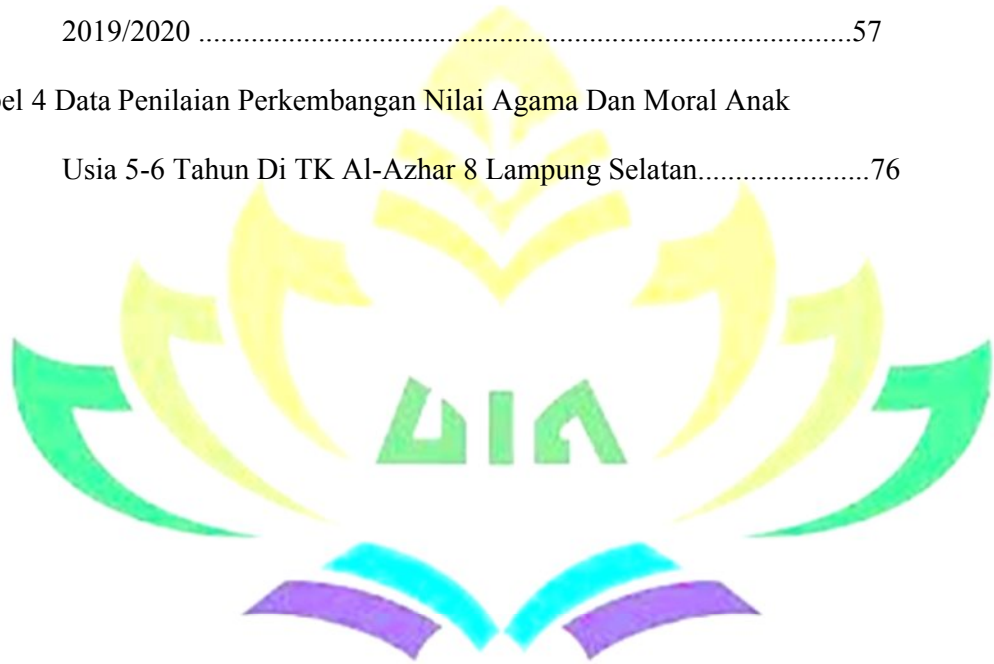 2019/2020 .........................................................................57
el 4 Data Penilaian Perkembangan Nilai Agama Dan Moral Anak
Usia 5-6 Tahun Di TK Al-Azhar 8 Lampung Selatan.......................76
UIN